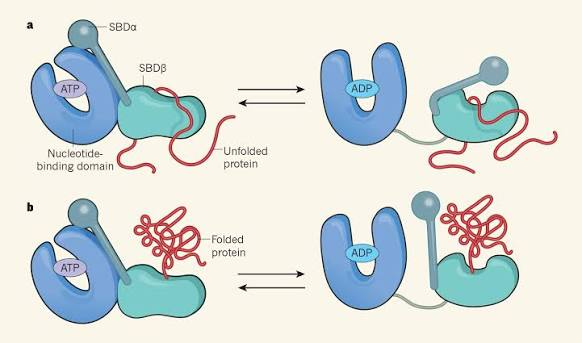 a
SBDα
SBDβ
ATP
ADP
Nucleotide-
binding domain
Unfolded
protein
b
Folded
protein
ATP
ADP